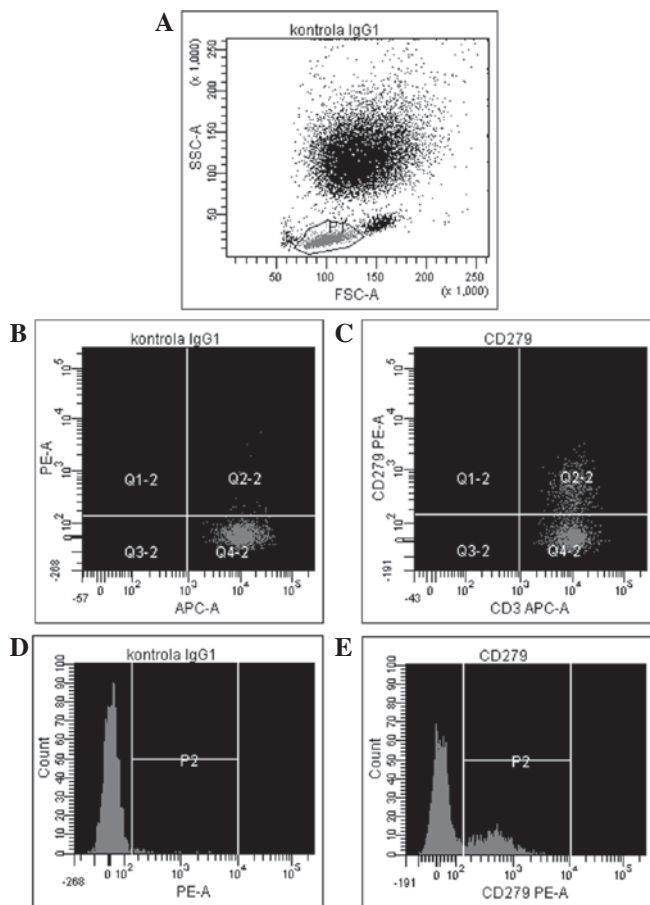 A
kontrola IgG1
(x 1,000)
250
200
150
100
50
SSC-A
P1
50 100 150 200 250
(x 1,000)
FSC-A
B
kontrola IgG1
PE-A
10^5
10^4
10^3
10^2
0
-268
Q1-2
Q2-2
Q3-2
Q4-2
-57
0 10^2 10^3 10^4 10^5
APC-A
C
CD279
CD279 PE-A
10^5
10^4
10^3
10^2
0
-191
Q1-2
Q2-2
Q3-2
Q4-2
-43
0 10^2 10^3 10^4 10^5
CD3 APC-A
D
kontrola IgG1
Count
100
90
80
70
60
50
40
30
20
10
0
P2
-268
0 10^2 10^3 10^4 10^5
PE-A
E
CD279
Count
100
90
80
70
60
50
40
30
20
10
0
P2
-191
0 10^2 10^3 10^4 10^5
CD279 PE-A